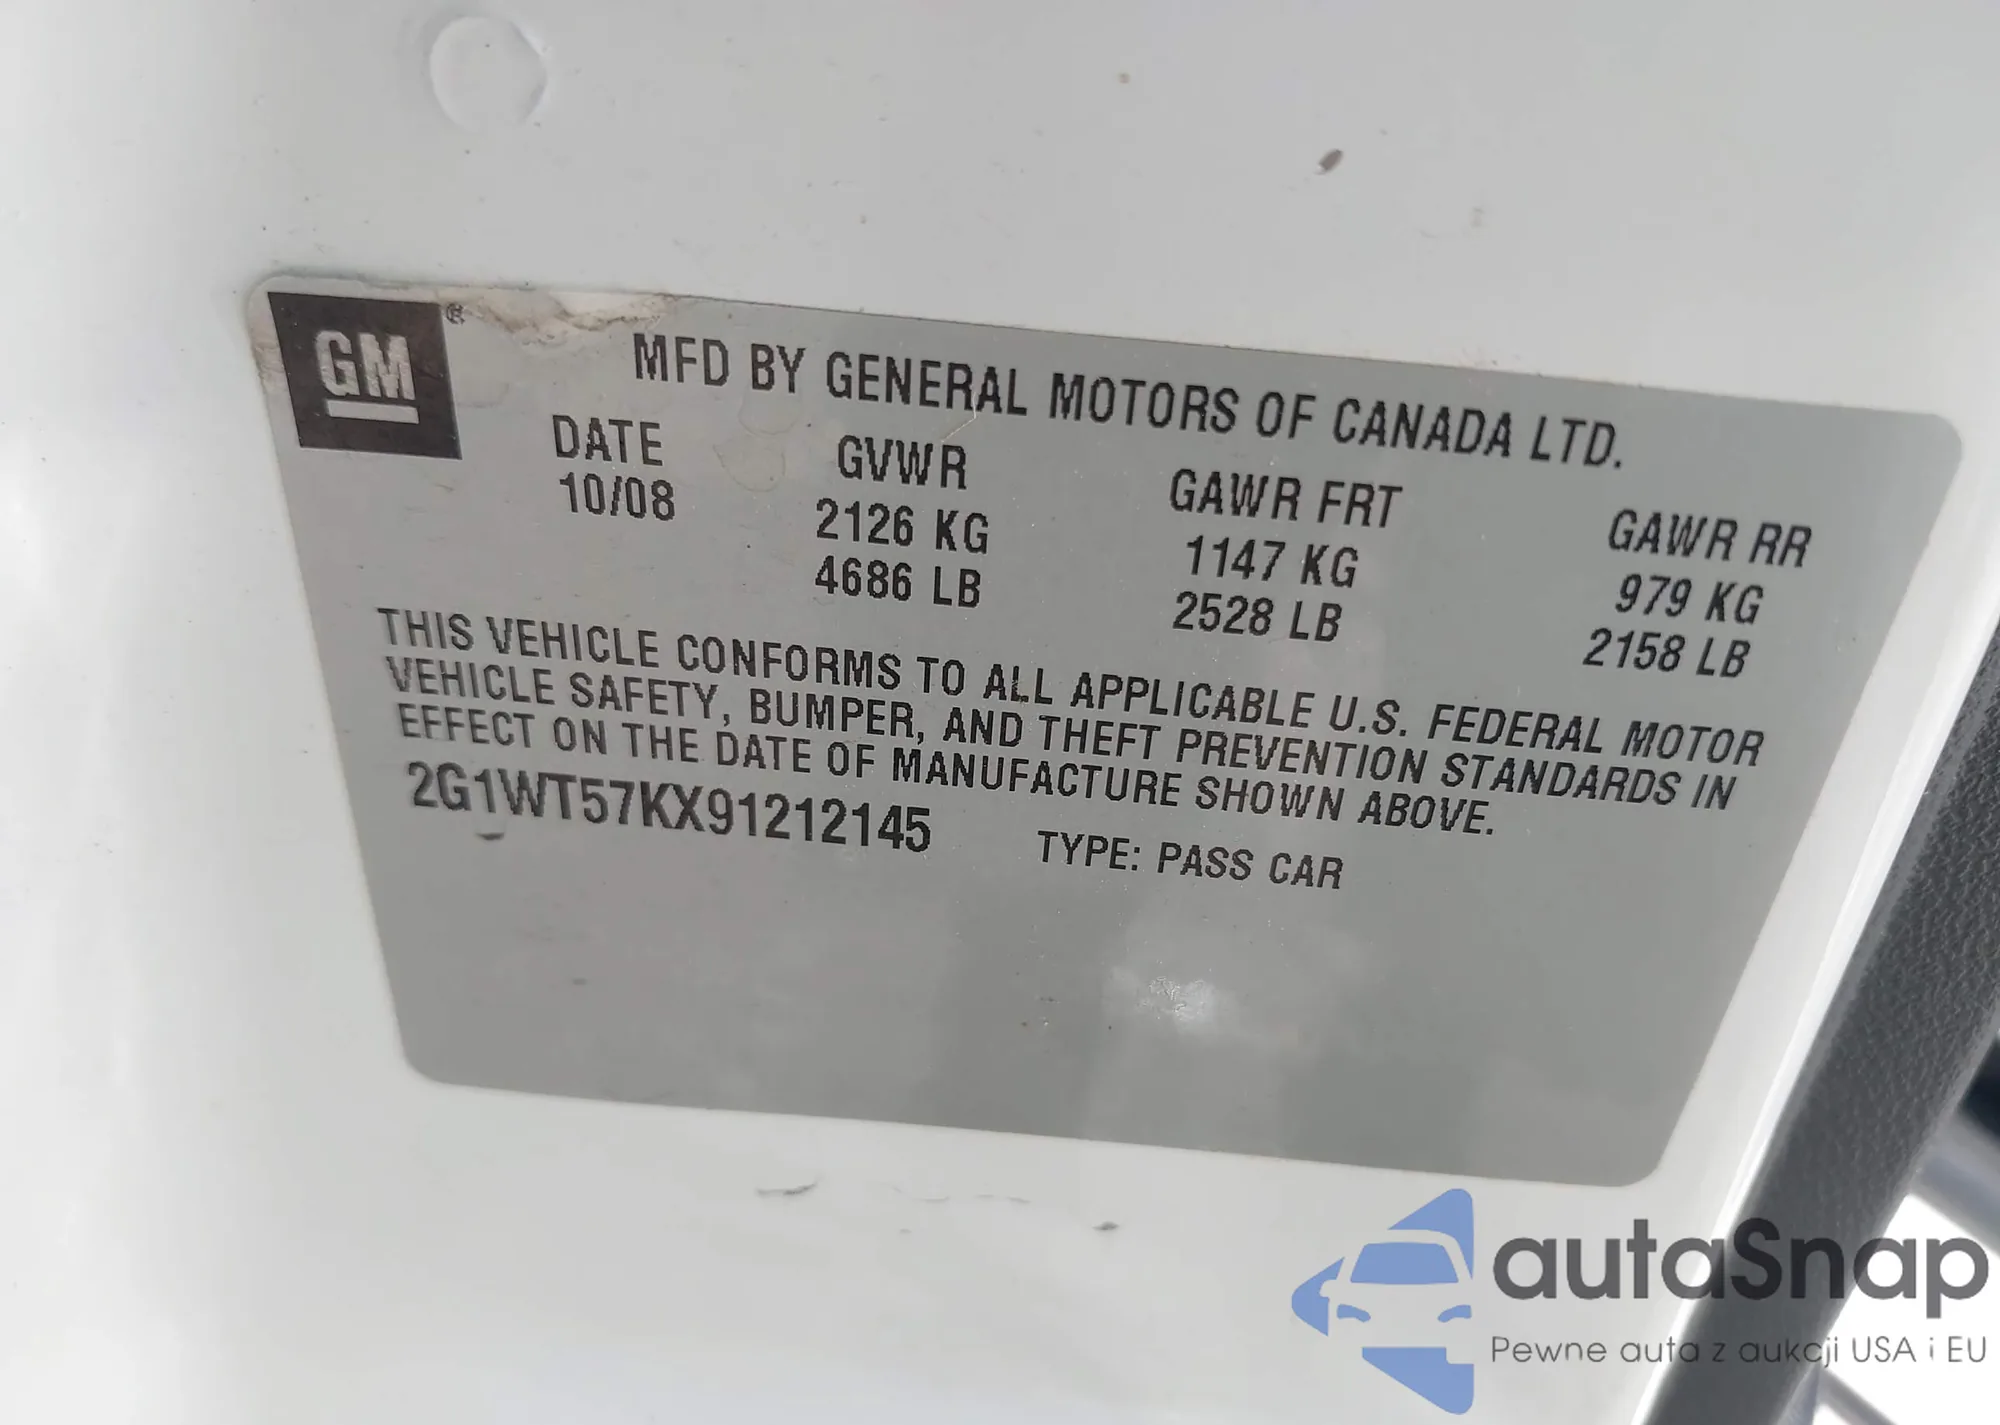 GM®
MFD BY GENERAL MOTORS OF CANADA LTD.
DATE GVWR GAWR FRT GAWR RR
10/08 2126 KG 1147 KG 979 KG
4686 LB 2528 LB 2158 LB
THIS VEHICLE CONFORMS TO ALL APPLICABLE U.S. FEDERAL MOTOR
VEHICLE SAFETY, BUMPER, AND THEFT PREVENTION STANDARDS IN
EFFECT ON THE DATE OF MANUFACTURE SHOWN ABOVE.
2G1WT57KX91212145 TYPE: PASS CAR
autaSnap
Pewne auta z aukcji USA i EU